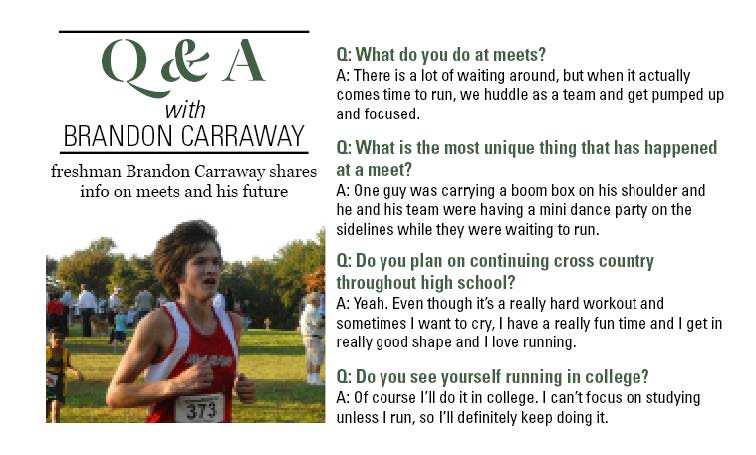 Q & A
with
BRANDON CARRAWAY
freshman Brandon Carraway shares
info on meets and his future
373
Q: What do you do at meets?
A: There is a lot of waiting around, but when it actually
comes time to run, we huddle as a team and get pumped up
and focused.
Q: What is the most unique thing that has happened
at a meet?
A: One guy was carrying a boom box on his shoulder and
he and his team were having a mini dance party on the
sidelines while they were waiting to run.
Q: Do you plan on continuing cross country
throughout high school?
A: Yeah. Even though it's a really hard workout and
sometimes I want to cry, I have a really fun time and I get in
really good shape and I love running.
Q: Do you see yourself running in college?
A: Of course I'll do it in college. I can't focus on studying
unless I run, so I'll definitely keep doing it.